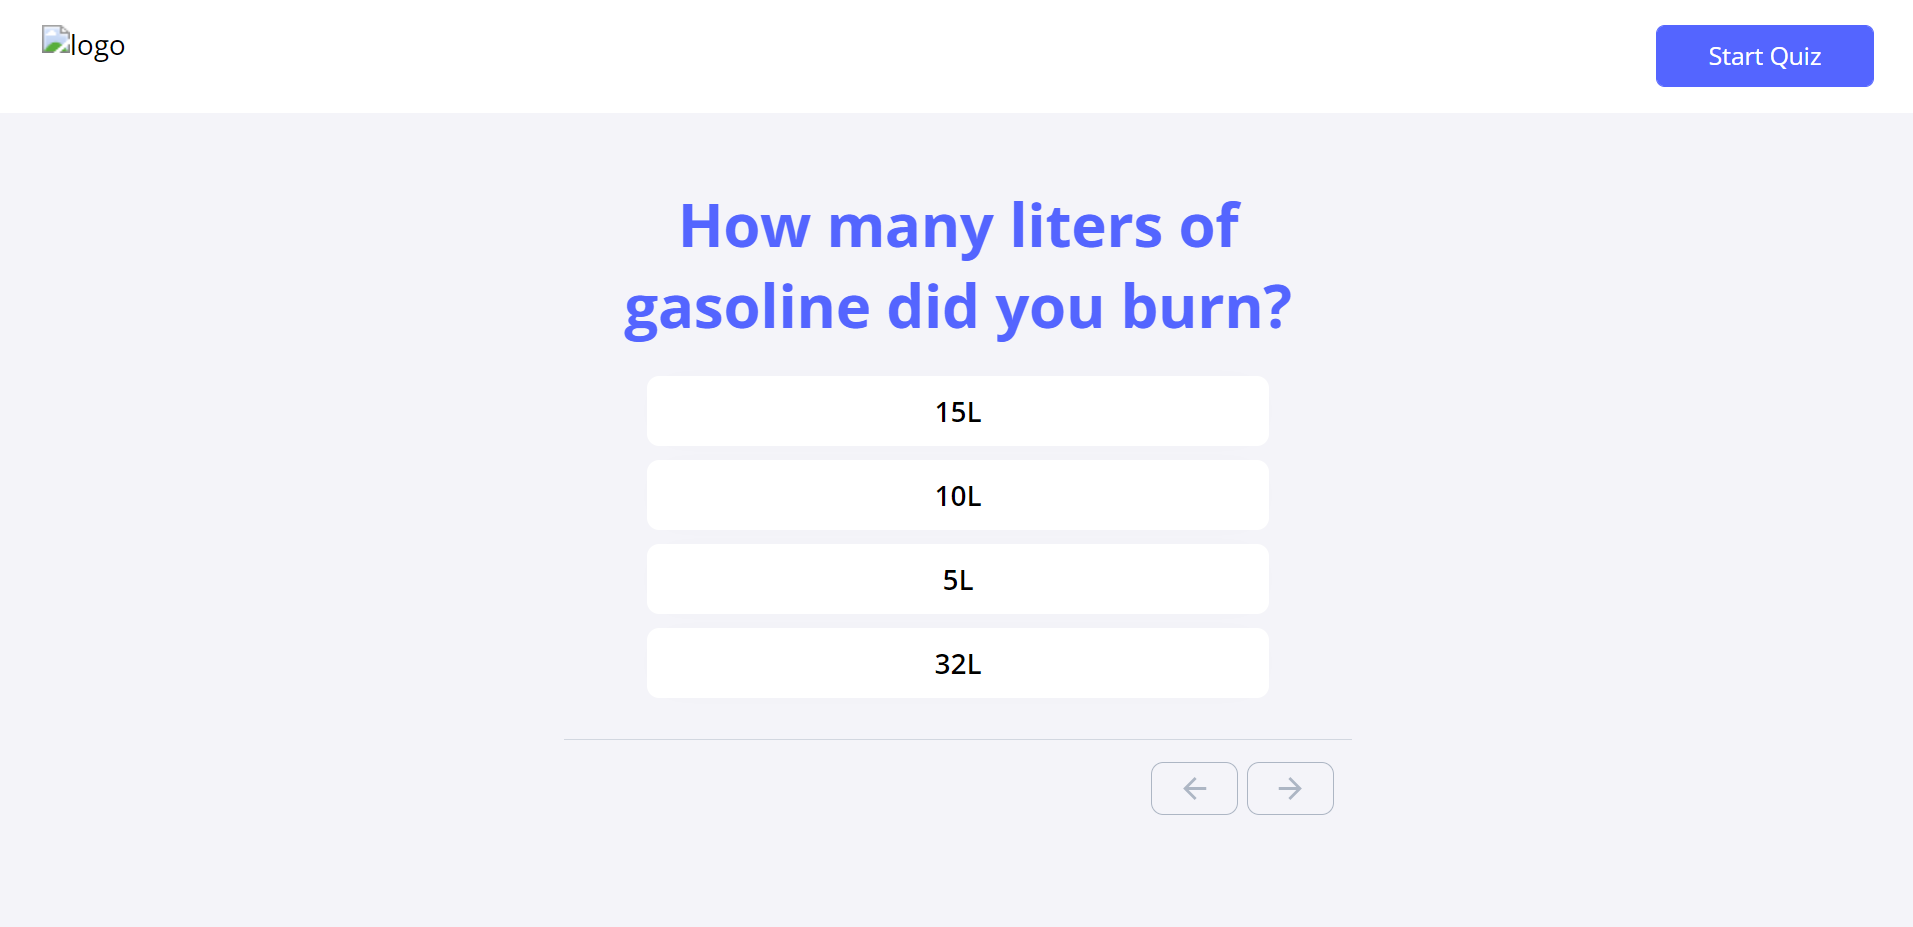 logo
Start Quiz
How many liters of
gasoline did you burn?
15L
10L
5L
32L